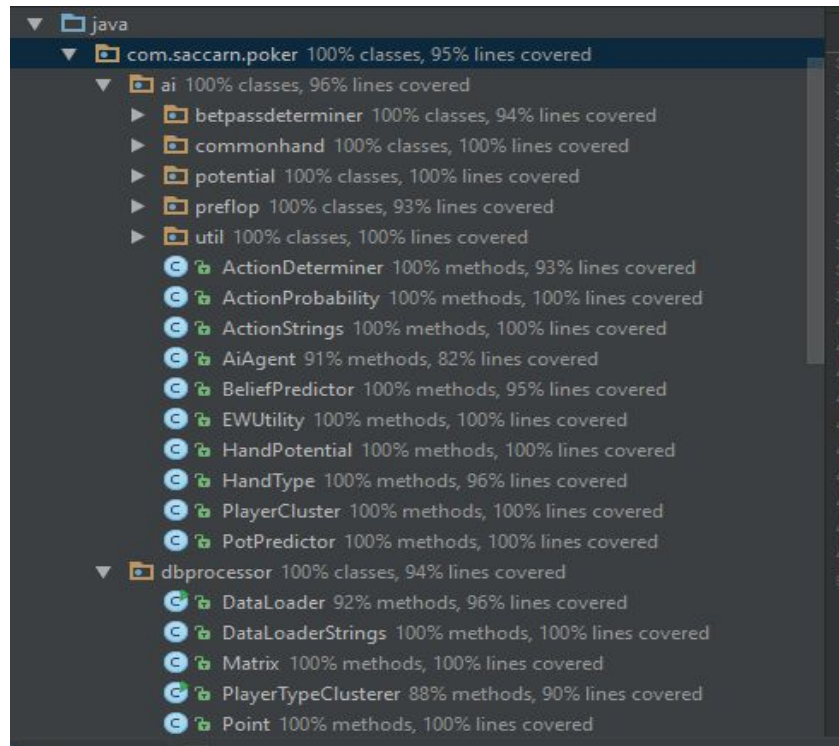 java
com.saccarn.poker 100% classes, 95% lines covered
ai 100% classes, 96% lines covered
betpassdeterminer 100% classes, 94% lines covered
commonhand 100% classes, 100% lines covered
potential 100% classes, 100% lines covered
preflop 100% classes, 93% lines covered
util 100% classes, 100% lines covered
C ActionDeterminer 100% methods, 93% lines covered
C ActionProbability 100% methods, 100% lines covered
C ActionStrings 100% methods, 100% lines covered
C AiAgent 91% methods, 82% lines covered
C BeliefPredictor 100% methods, 95% lines covered
C EWUtility 100% methods, 100% lines covered
C HandPotential 100% methods, 100% lines covered
C HandType 100% methods, 96% lines covered
C PlayerCluster 100% methods, 100% lines covered
C PotPredictor 100% methods, 100% lines covered
dbprocessor 100% classes, 94% lines covered
C DataLoader 92% methods, 96% lines covered
C DataLoaderStrings 100% methods, 100% lines covered
C Matrix 100% methods, 100% lines covered
C PlayerTypeClusterer 88% methods, 90% lines covered
C Point 100% methods, 100% lines covered